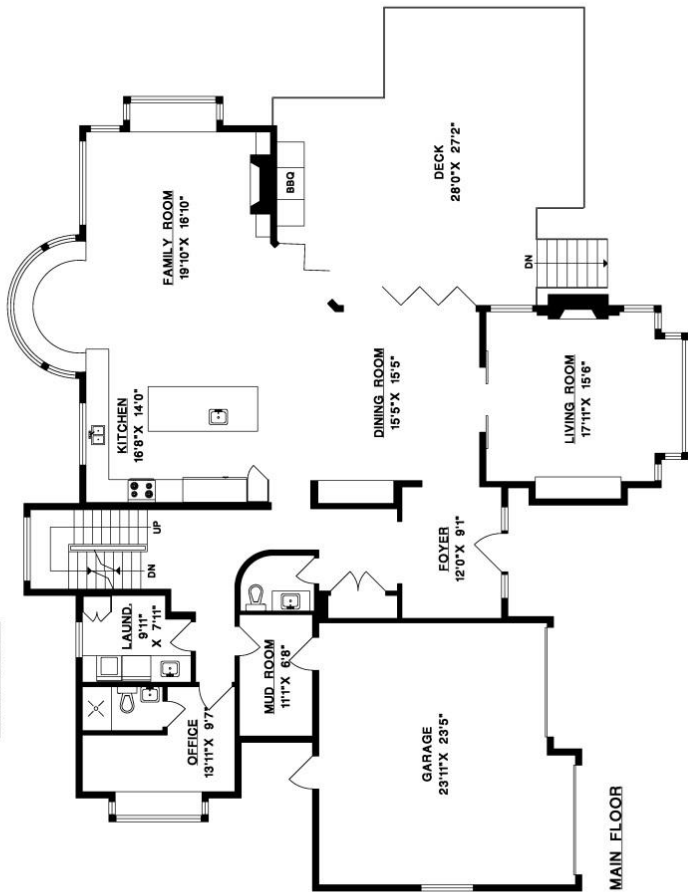 DECK
28'0"X 27'2"
BBQ
FAMILY ROOM
19'10"X 16'10"
DN
KITCHEN
16'8"X 14'0"
DINING ROOM
15'5"X 15'5"
LIVING ROOM
17'11"X 15'6"
UP
DN
FOYER
12'0"X 9'1"
LAUND.
9'11"
X 7'11"
MUD ROOM
11'1"X 6'8"
OFFICE
13'11"X 9'7"
GARAGE
23'11"X 23'5"
MAIN FLOOR